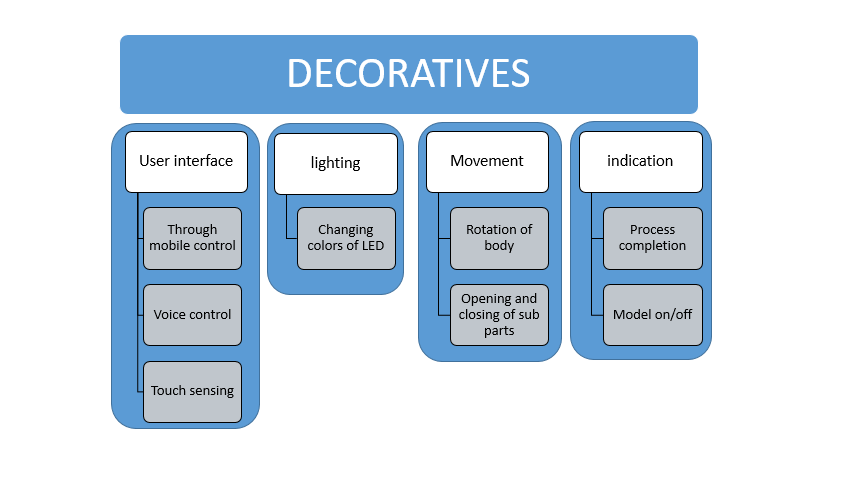 DECORATIVES
User interface
Through
mobile control
Voice control
Touch sensing
lighting
Changing
colors of LED
Movement
Rotation of
body
Opening and
closing of sub
parts
indication
Process
completion
Model on/off